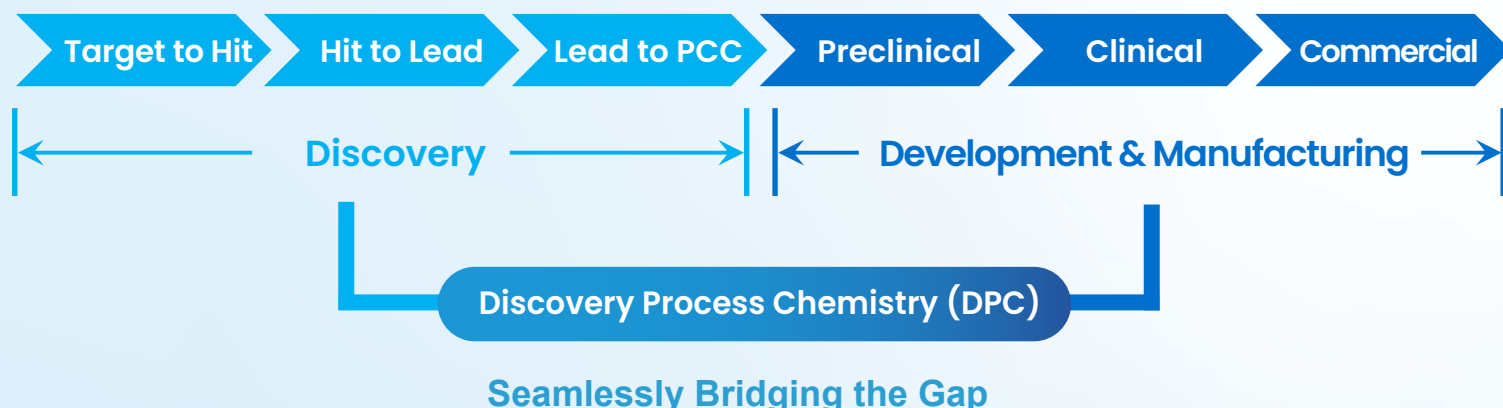 Target to Hit Hit to Lead Lead to PCC Preclinical Clinical Commercial
Discovery Development & Manufacturing
Discovery Process Chemistry (DPC)
Seamlessly Bridging the Gap